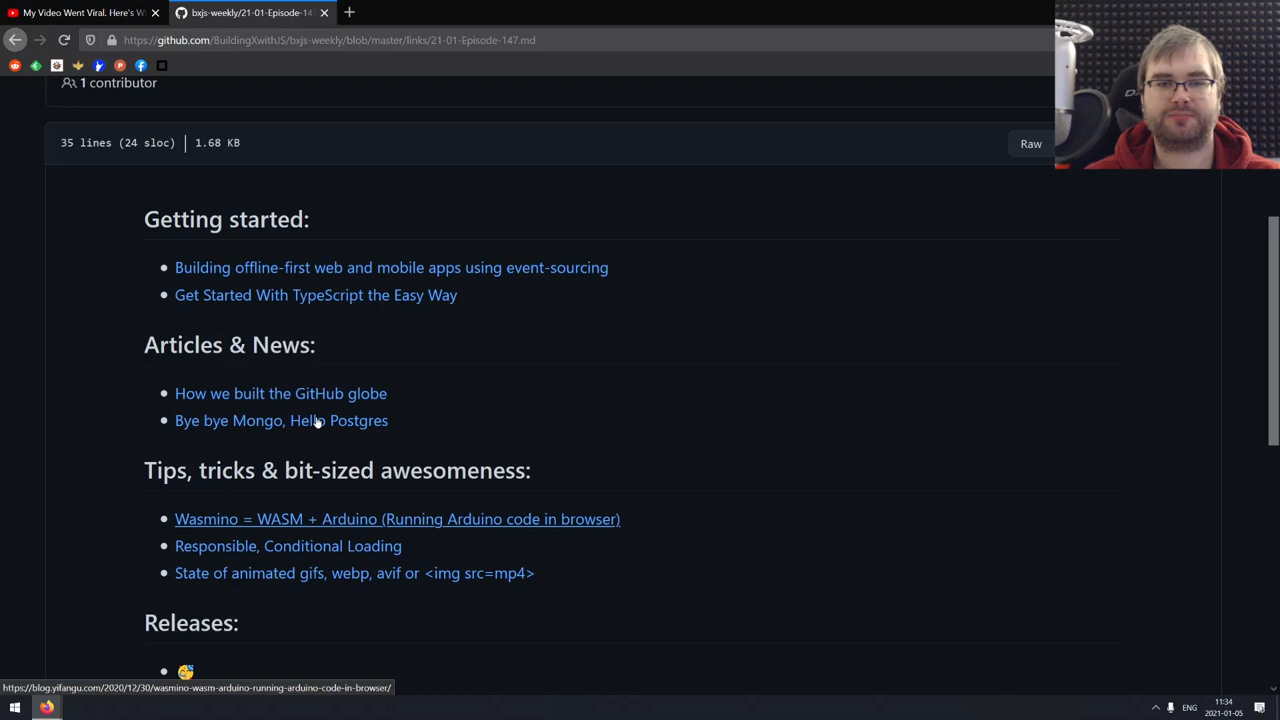 My Video Went Viral. Here's W
bxjs-weekly/21-01-Episode-14
https://github.com/BuildingXwithJS/bxjs-weekly/blob/master/links/21-01-Episode-147.md
1 contributor
35 lines (24 sloc) 1.68 KB
Raw
Getting started:
Building offline-first web and mobile apps using event-sourcing
Get Started With TypeScript the Easy Way
Articles & News:
How we built the GitHub globe
Bye bye Mongo, Hello Postgres
Tips, tricks & bit-sized awesomeness:
Wasmino = WASM + Arduino (Running Arduino code in browser)
Responsible, Conditional Loading
State of animated gifs, webp, avif or <img src=mp4>
Releases:
https://blog.yifangu.com/2020/12/30/wasmino-wasm-arduino-running-arduino-code-in-browser/
ENG
11:34
2021-01-05